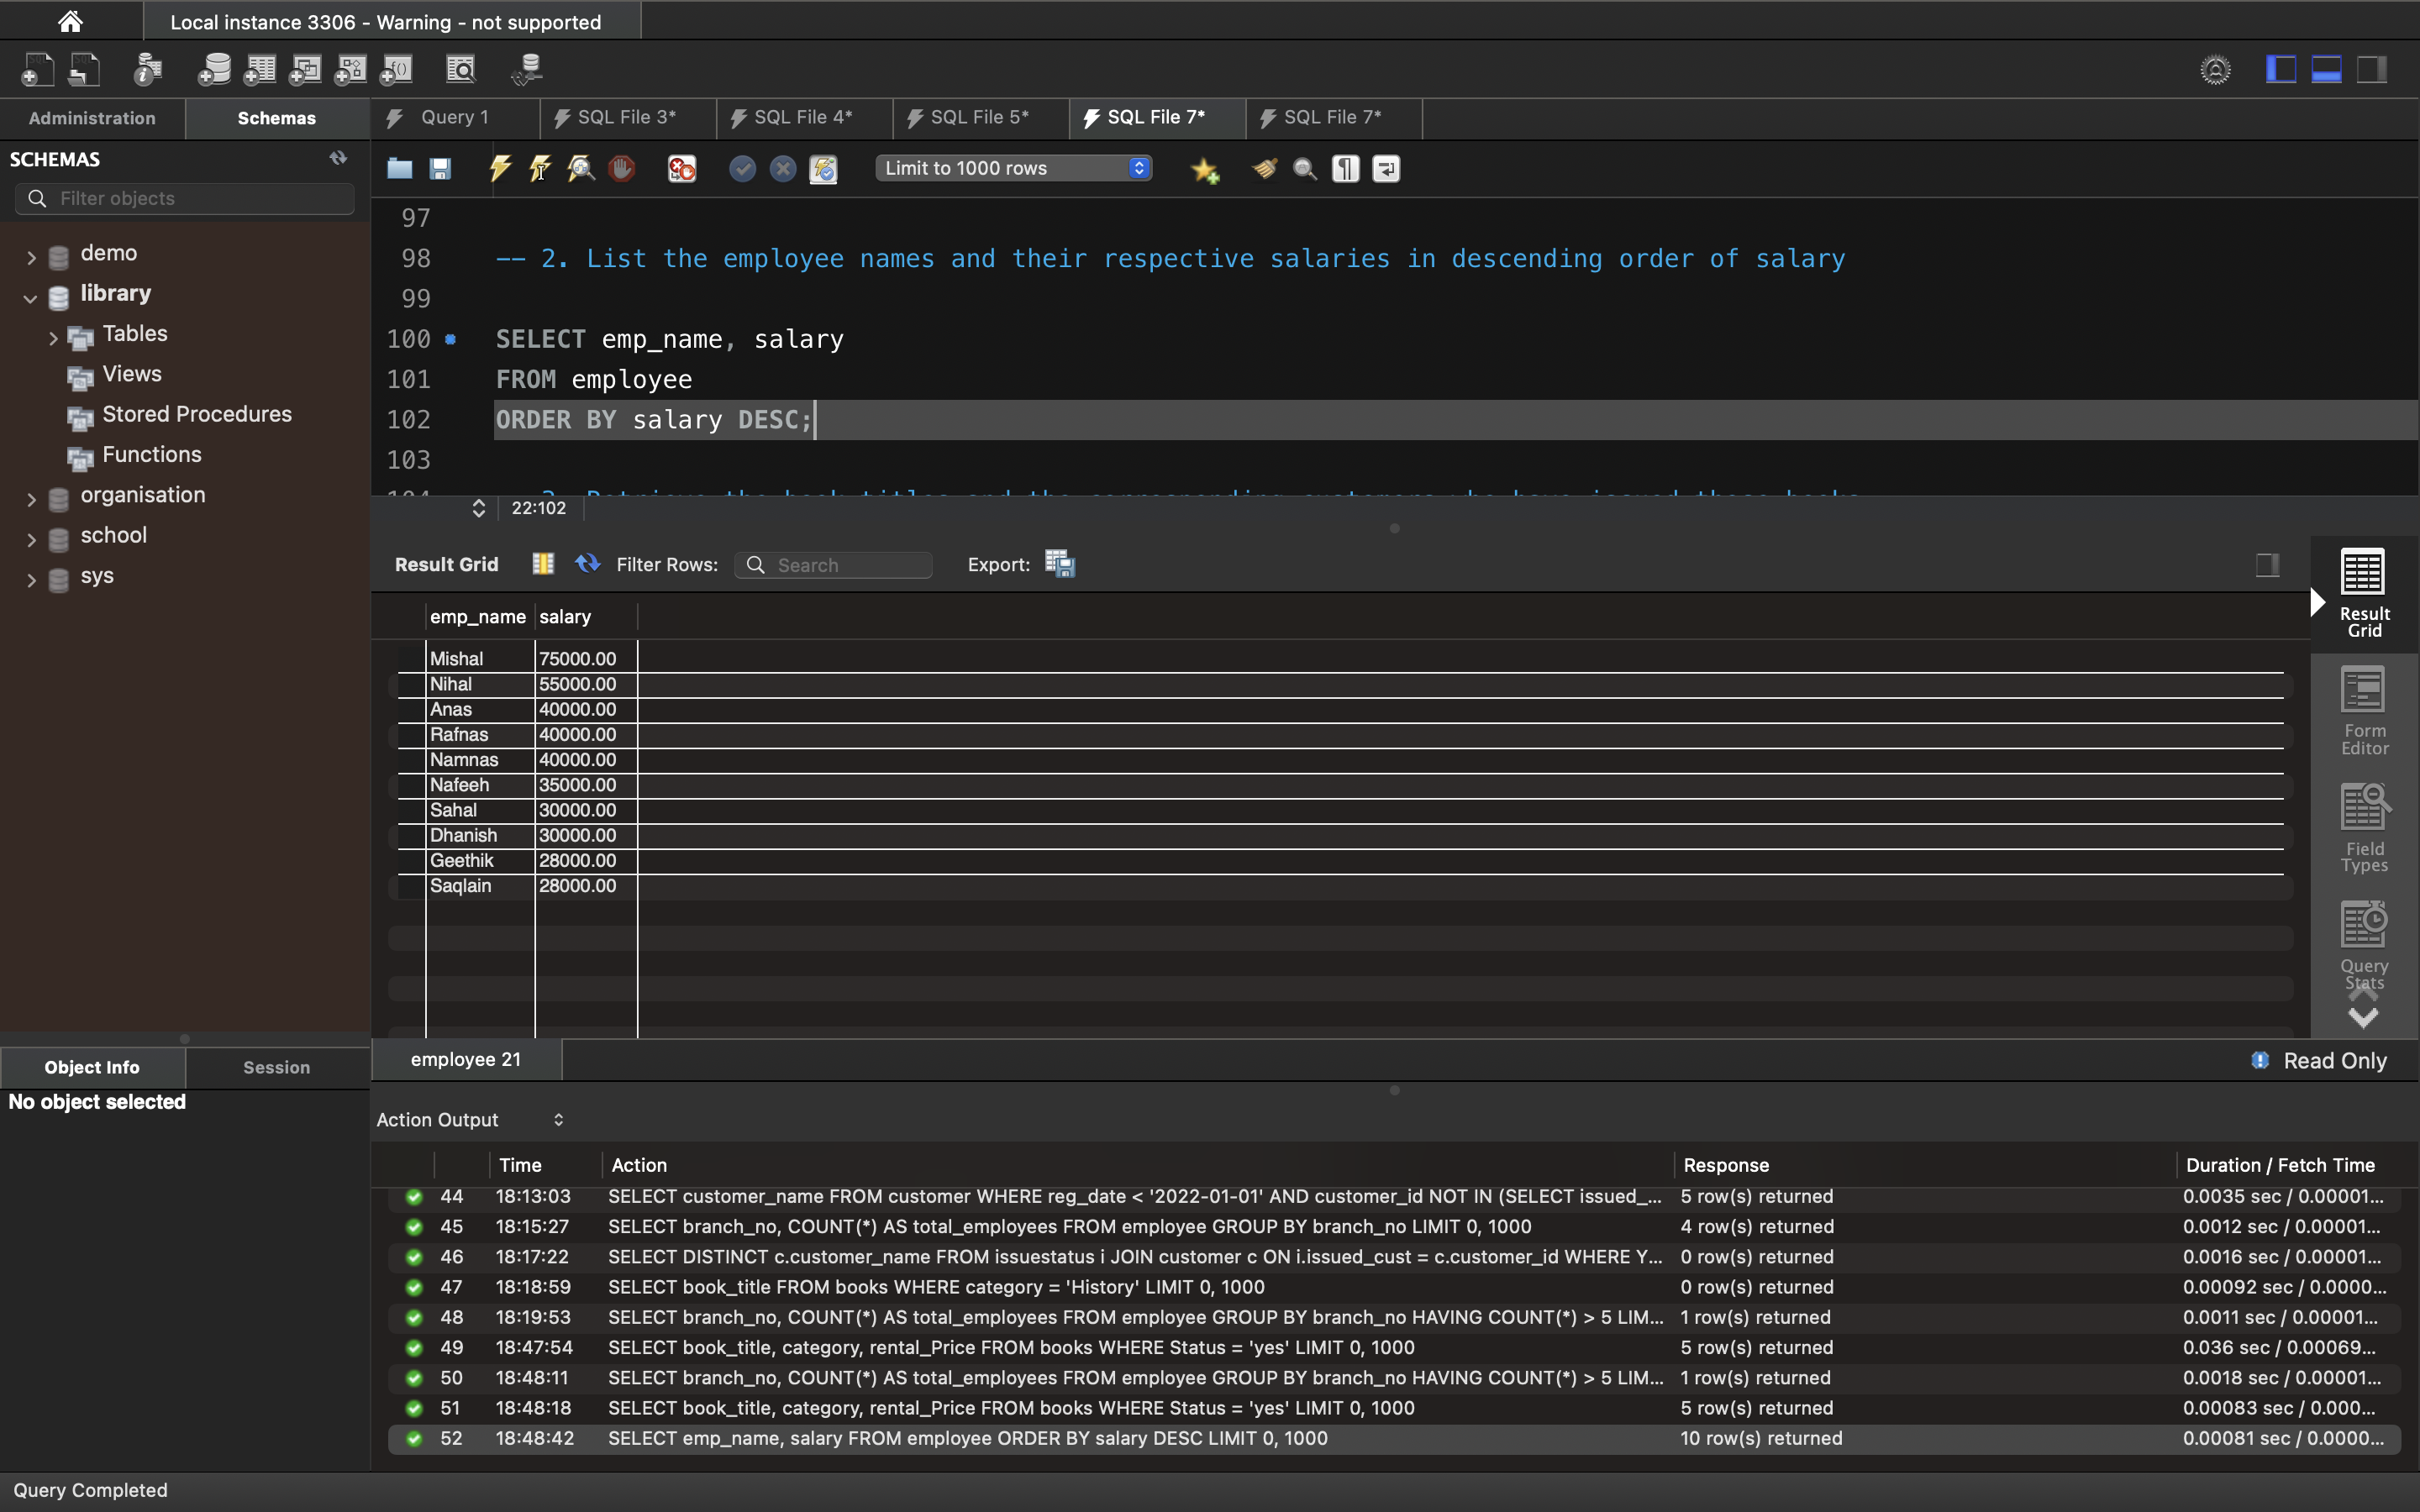 Local instance 3306 - Warning - not supported
Administration
Schemas
Query 1
SQL File 3*
SQL File 4*
SQL File 5*
SQL File 7*
SQL File 7*
SCHEMAS
Filter objects
Limit to 1000 rows
demo
library
Tables
Views
Stored Procedures
Functions
organisation
school
sys
97
98 -- 2. List the employee names and their respective salaries in descending order of salary
99
100 SELECT emp_name, salary
101 FROM employee
102 ORDER BY salary DESC;
103
104 -- 3. Retrieve the book titles and the corresponding customers who have issued those books
22:102
Result Grid
Filter Rows:
Search
Export:
emp_name salary
Mishal 75000.00
Nihal 55000.00
Anas 40000.00
Rafnas 40000.00
Namnas 40000.00
Nafeeh 35000.00
Sahal 30000.00
Dhanish 30000.00
Geethik 28000.00
Saqlain 28000.00
Result
Grid
Form
Editor
Field
Types
Query
Stats
Object Info
Session
No object selected
employee 21
Read Only
Action Output
Time Action Response Duration / Fetch Time
44 18:13:03 SELECT customer_name FROM customer WHERE reg_date < '2022-01-01' AND customer_id NOT IN (SELECT issued_... 5 row(s) returned 0.0035 sec / 0.00001...
45 18:15:27 SELECT branch_no, COUNT(*) AS total_employees FROM employee GROUP BY branch_no LIMIT 0, 1000 4 row(s) returned 0.0012 sec / 0.00001...
46 18:17:22 SELECT DISTINCT c.customer_name FROM issuestatus i JOIN customer c ON i.issued_cust = c.customer_id WHERE Y... 0 row(s) returned 0.0016 sec / 0.00001...
47 18:18:59 SELECT book_title FROM books WHERE category = 'History' LIMIT 0, 1000 0 row(s) returned 0.00092 sec / 0.0000...
48 18:19:53 SELECT branch_no, COUNT(*) AS total_employees FROM employee GROUP BY branch_no HAVING COUNT(*) > 5 LIM... 1 row(s) returned 0.0011 sec / 0.00001...
49 18:47:54 SELECT book_title, category, rental_Price FROM books WHERE Status = 'yes' LIMIT 0, 1000 5 row(s) returned 0.036 sec / 0.00069...
50 18:48:11 SELECT branch_no, COUNT(*) AS total_employees FROM employee GROUP BY branch_no HAVING COUNT(*) > 5 LIM... 1 row(s) returned 0.0018 sec / 0.00001...
51 18:48:18 SELECT book_title, category, rental_Price FROM books WHERE Status = 'yes' LIMIT 0, 1000 5 row(s) returned 0.00083 sec / 0.000...
52 18:48:42 SELECT emp_name, salary FROM employee ORDER BY salary DESC LIMIT 0, 1000 10 row(s) returned 0.00081 sec / 0.0000...
Query Completed